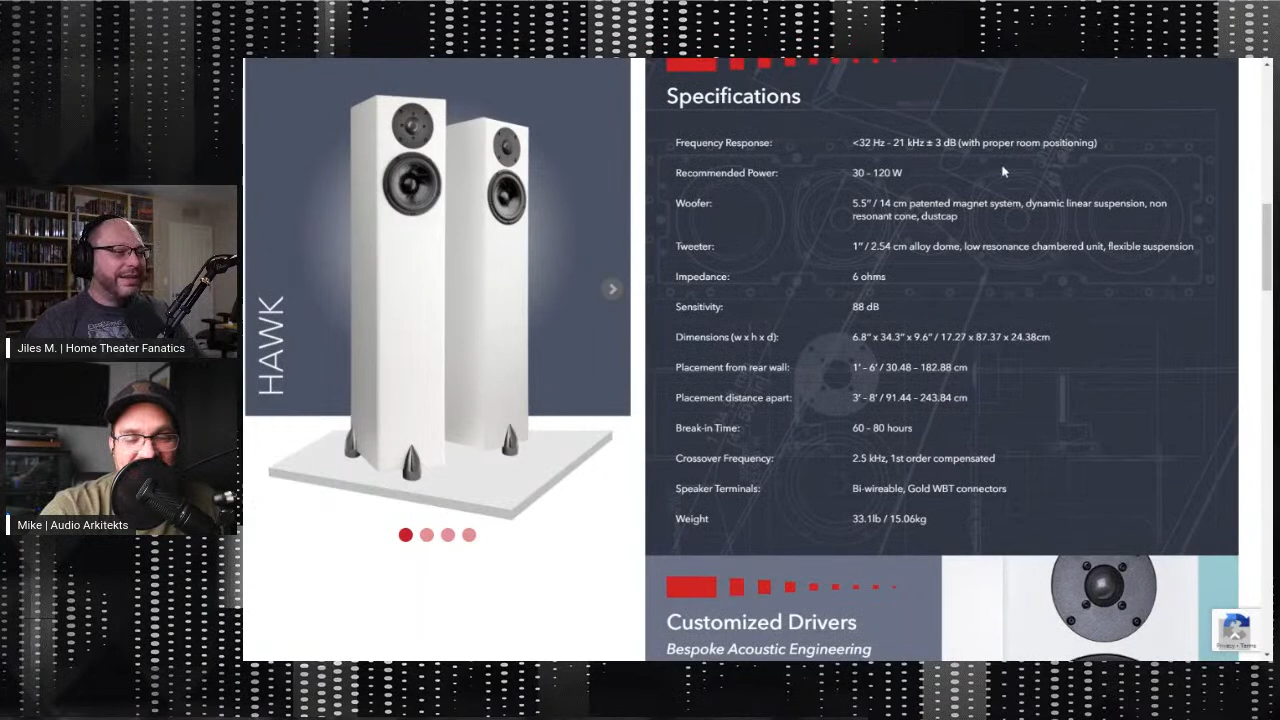 Jiles M. | Home Theater Fanatics
Mike | Audio Arkitekts
HAWK
Specifications
Frequency Response: <32 Hz - 21 kHz ± 3 dB (with proper room positioning)
Recommended Power: 30 – 120 W
Woofer: 5.5" / 14 cm patented magnet system, dynamic linear suspension, non
resonant cone, dustcap
Tweeter: 1" / 2.54 cm alloy dome, low resonance chambered unit, flexible suspension
Impedance: 6 ohms
Sensitivity: 88 dB
Dimensions (w x h x d): 6.8" x 34.3" x 9.6" / 17.27 x 87.37 x 24.38cm
Placement from rear wall: 1' – 6' / 30.48 – 182.88 cm
Placement distance apart: 3' – 8' / 91.44 – 243.84 cm
Break-in Time: 60 – 80 hours
Crossover Frequency: 2.5 kHz, 1st order compensated
Speaker Terminals: Bi-wireable, Gold WBT connectors
Weight 33.1lb / 15.06kg
Customized Drivers
Bespoke Acoustic Engineering
Privacy • Terms